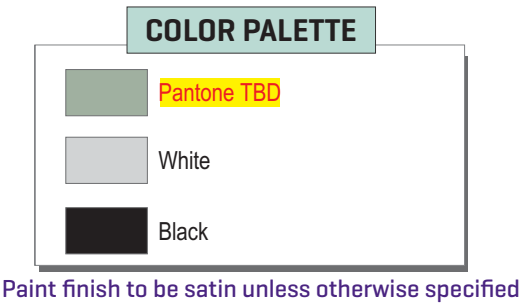 COLOR PALETTE
Pantone TBD
White
Black
Paint finish to be satin unless otherwise specified